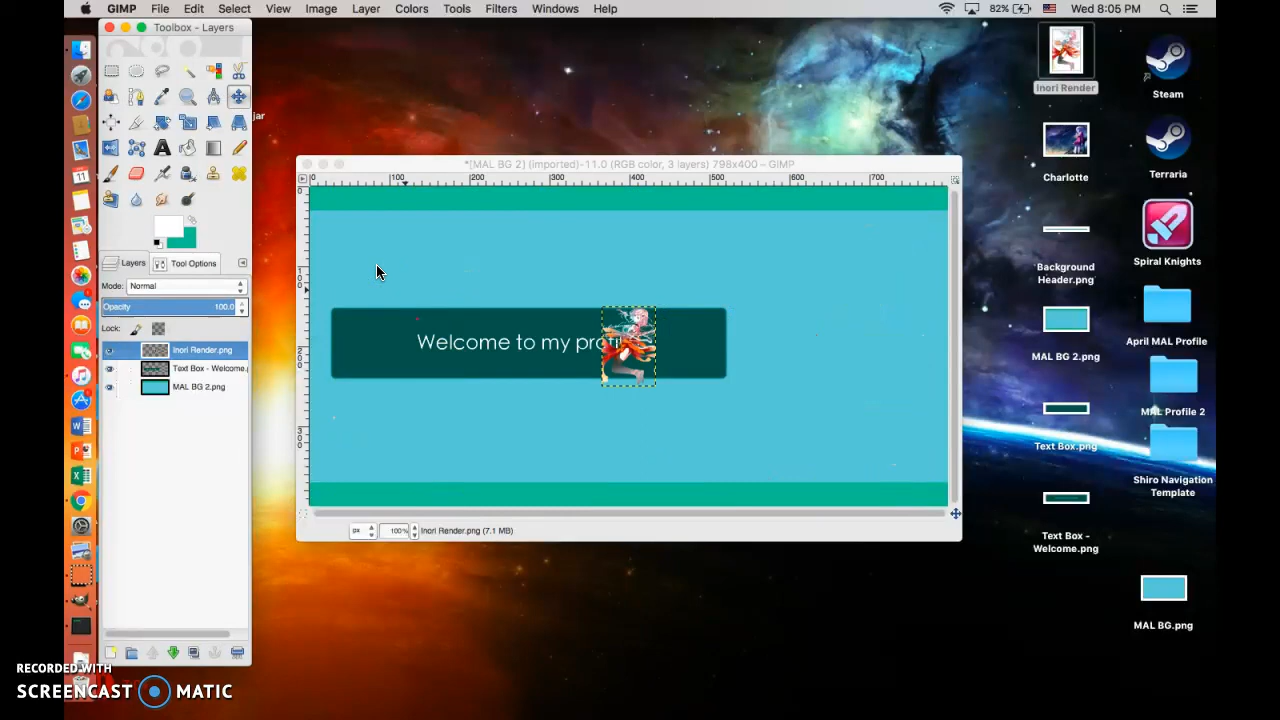 GIMP File Edit Select View Image Layer Colors Tools Filters Windows Help
82% Wed 8:05 PM
Toolbox - Layers
jar
Layers Tool Options
Mode: Normal
Opacity 100.0
Lock:
Inori Render.png
Text Box - Welcome.
MAL BG 2.png
*[MAL BG 2] (imported)-11.0 (RGB color, 3 layers) 798x400 – GIMP
0 100 200 300 400 500 600 700
Welcome to my prof
px 100% Inori Render.png (7.1 MB)
Inori Render
Steam
Charlotte
Terraria
Background
Header.png
Spiral Knights
MAL BG 2.png
April MAL Profile
Text Box.png
MAL Profile 2
Text Box -
Welcome.png
Shiro Navigation
Template
MAL BG.png
RECORDED WITH
SCREENCAST MATIC